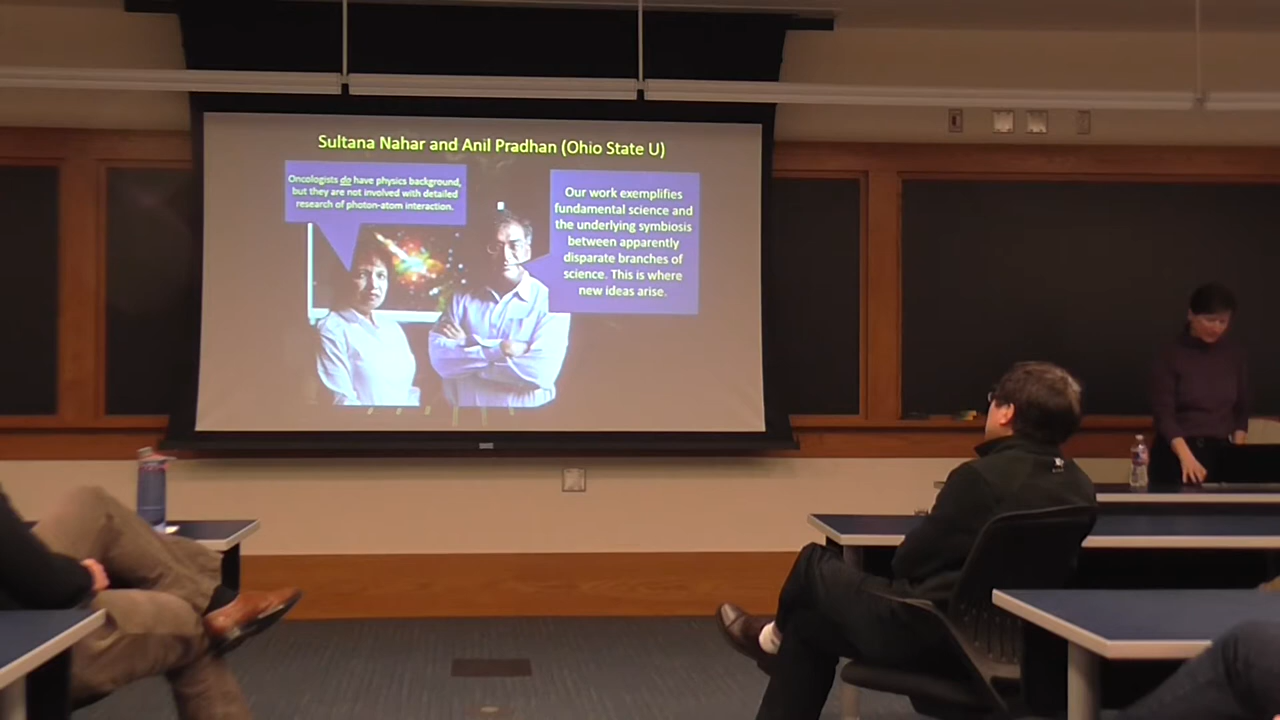 Sultana Nahar and Anil Pradhan (Ohio State U)
Oncologists do have physics background,
but they are not involved with detailed
research of photon-atom interaction.
Our work exemplifies
fundamental science and
the underlying symbiosis
between apparently
disparate branches of
science. This is where
new ideas arise.